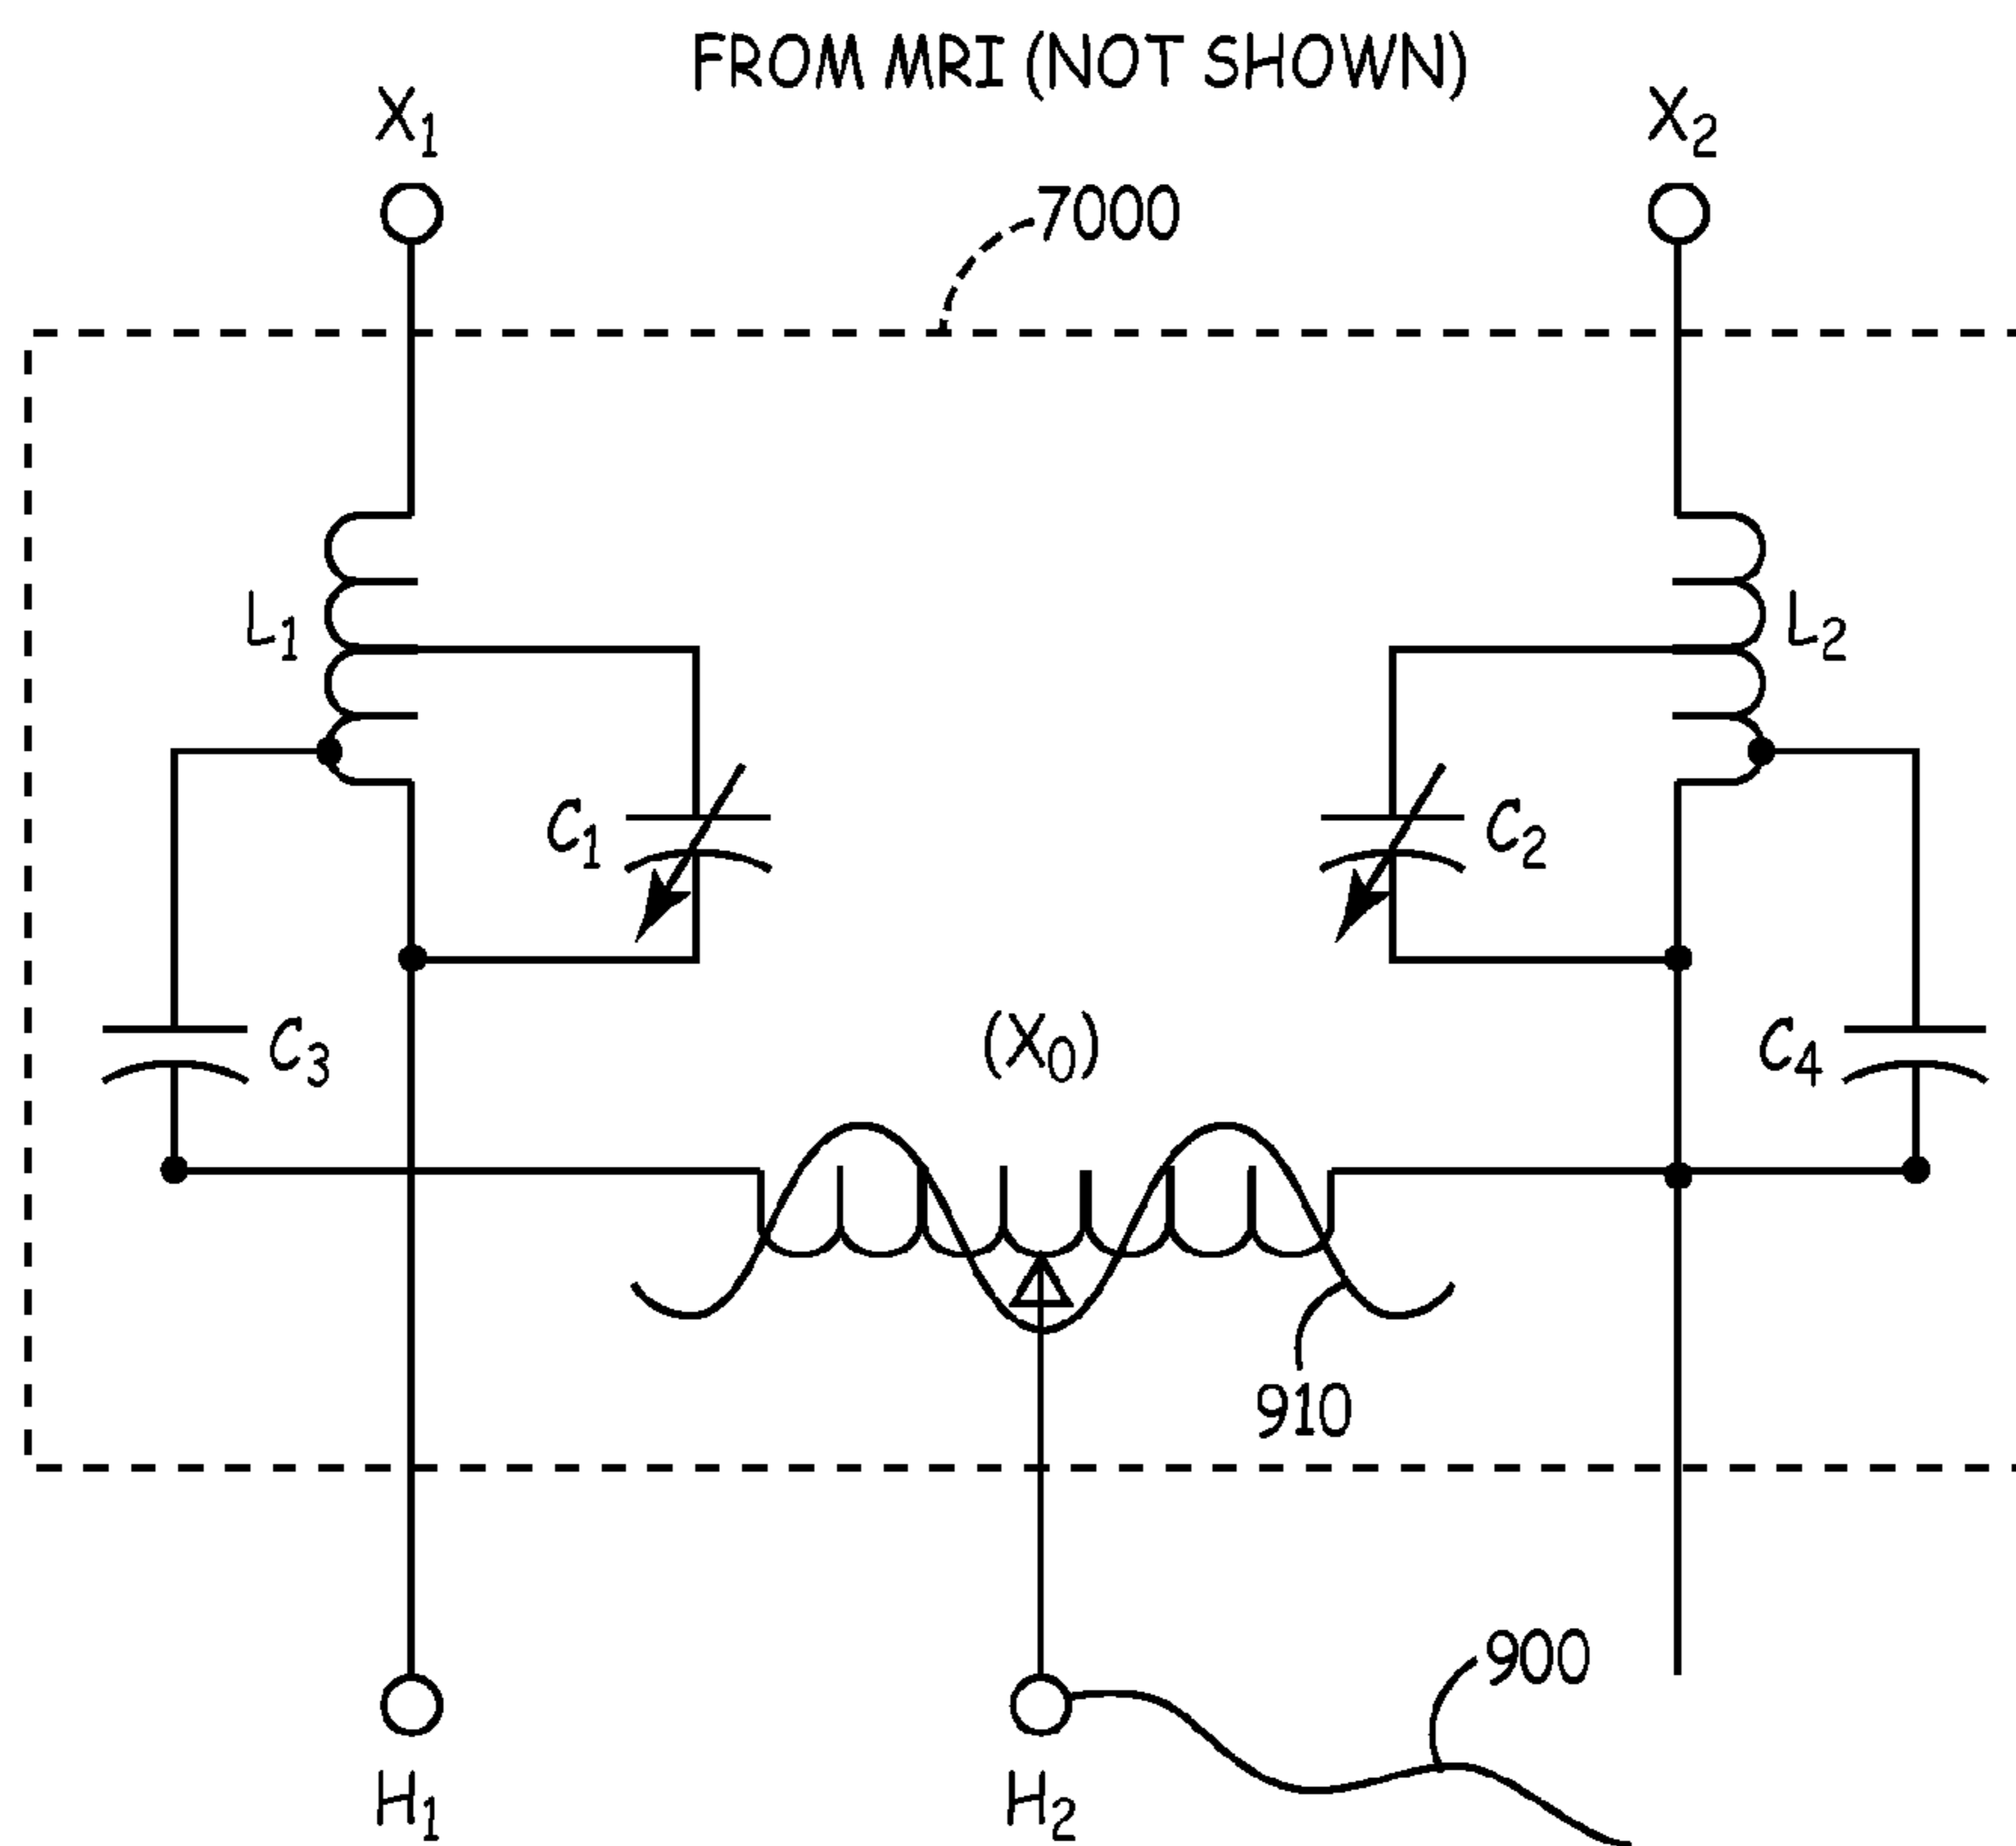 FROM MRI (NOT SHOWN)
X1
X2
7000
L1
L2
C1
C2
C3
(X0)
C4
910
900
H1
H2